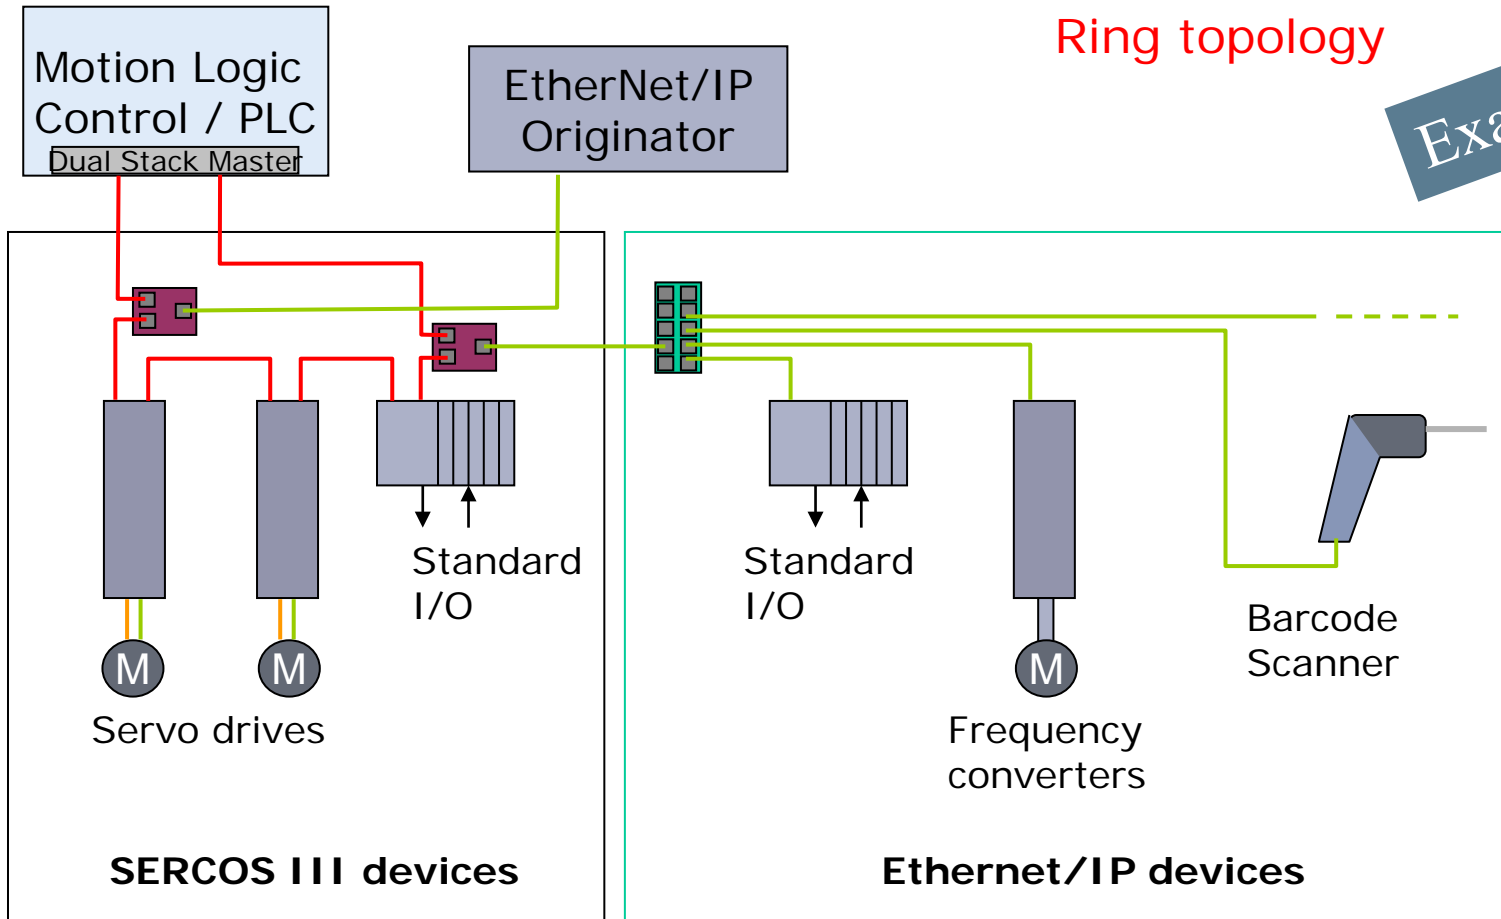 Ring topology
Motion Logic
Control / PLC
Dual Stack Master
EtherNet/IP
Originator
Standard
I/O
Standard
I/O
Barcode
Scanner
M
M
M
Servo drives
Frequency
converters
SERCOS III devices
Ethernet/IP devices